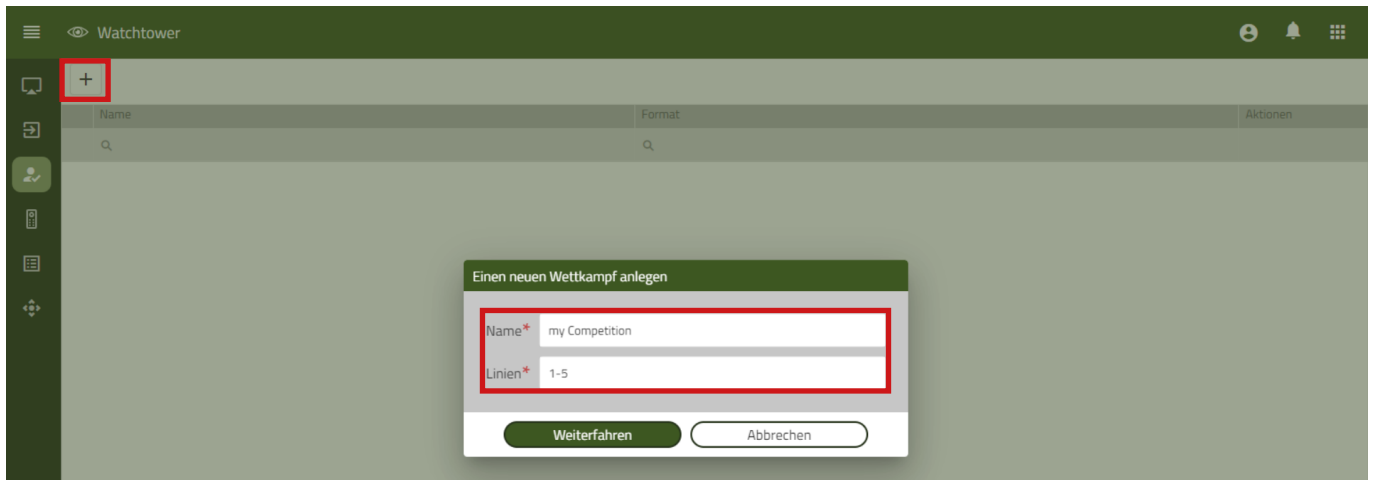 Watchtower
+
Name Format Aktionen
Einen neuen Wettkampf anlegen
Name* my Competition
Linien* 1-5
Weiterfahren Abbrechen